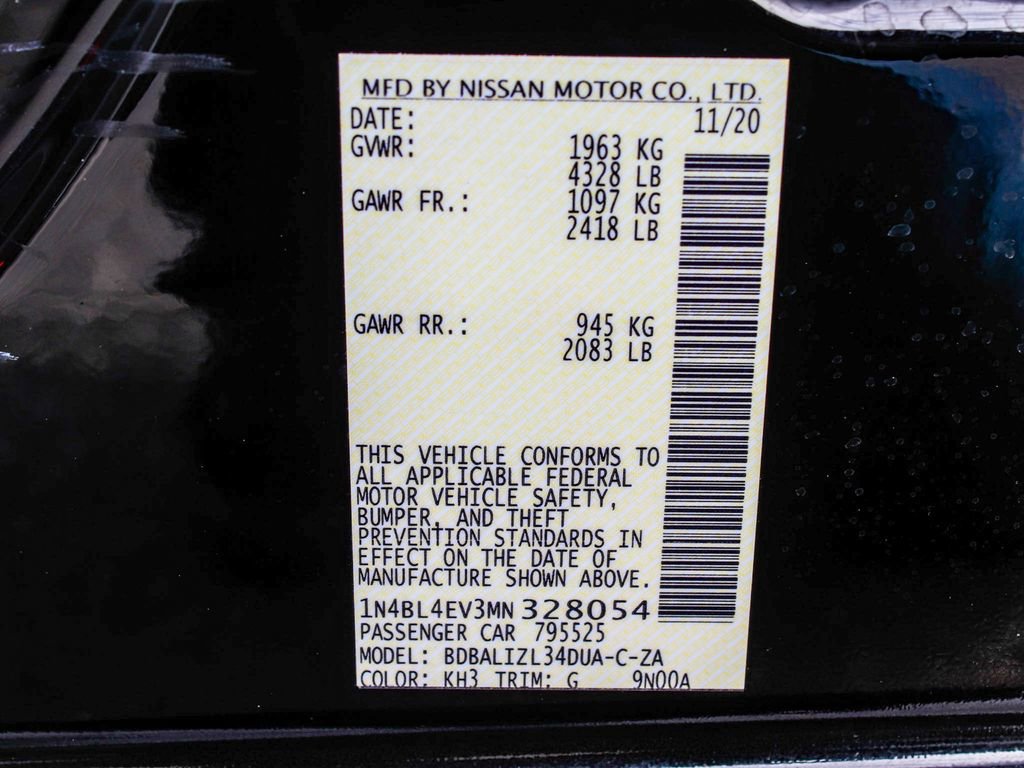 MFD BY NISSAN MOTOR CO., LTD.
DATE: 11/20
GVWR: 1963 KG
4328 LB
GAWR FR.: 1097 KG
2418 LB
GAWR RR.: 945 KG
2083 LB
THIS VEHICLE CONFORMS TO
ALL APPLICABLE FEDERAL
MOTOR VEHICLE SAFETY,
BUMPER, AND THEFT
PREVENTION STANDARDS IN
EFFECT ON THE DATE OF
MANUFACTURE SHOWN ABOVE.
1N4BL4EV3MN 328054
PASSENGER CAR 795525
MODEL: BDBALIZL34DUA-C-ZA
COLOR: KH3 TRIM: G 9N00A